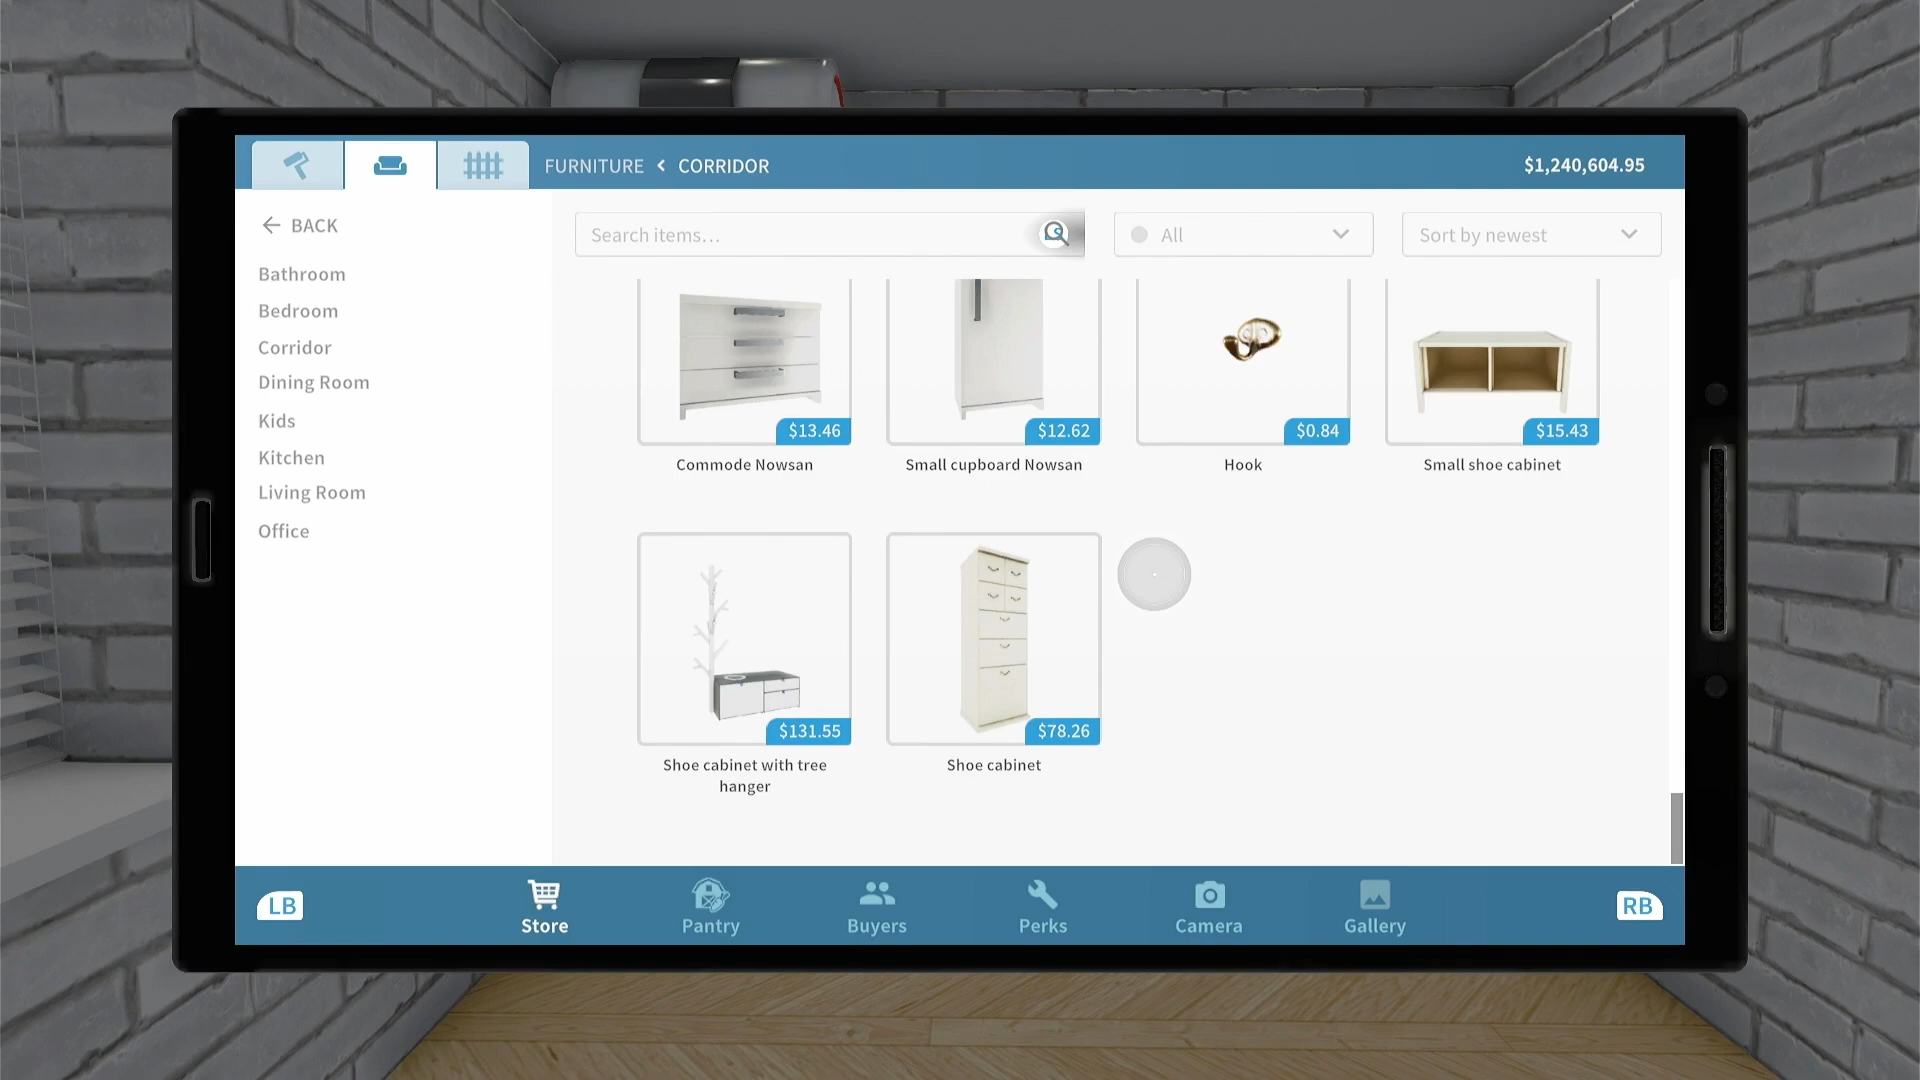 FURNITURE < CORRIDOR
$1,240,604.95
BACK
Search items...
All
Sort by newest
Bathroom
Bedroom
Corridor
Dining Room
Kids
Kitchen
Living Room
Office
$13.46
$12.62
$0.84
$15.43
Commode Nowsan
Small cupboard Nowsan
Hook
Small shoe cabinet
$131.55
$78.26
Shoe cabinet with tree
hanger
Shoe cabinet
LB
Store
Pantry
Buyers
Perks
Camera
Gallery
RB